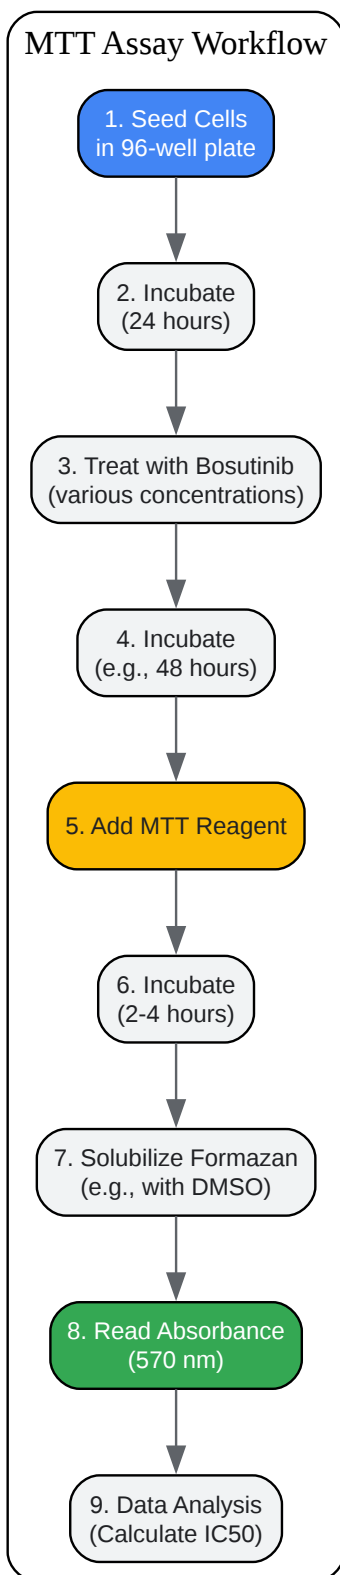 MTT Assay Workflow
1. Seed Cells
in 96-well plate
2. Incubate
(24 hours)
3. Treat with Bosutinib
(various concentrations)
4. Incubate
(e.g., 48 hours)
5. Add MTT Reagent
6. Incubate
(2-4 hours)
7. Solubilize Formazan
(e.g., with DMSO)
8. Read Absorbance
(570 nm)
9. Data Analysis
(Calculate IC50)